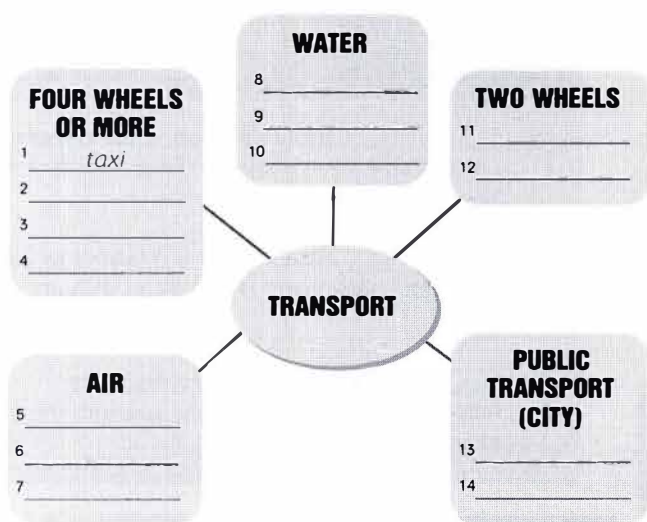 FOUR WHEELS
OR MORE
1 taxi
2
3
4
WATER
8
9
10
TWO WHEELS
11
12
TRANSPORT
AIR
5
6
7
PUBLIC
TRANSPORT
(CITY)
13
14